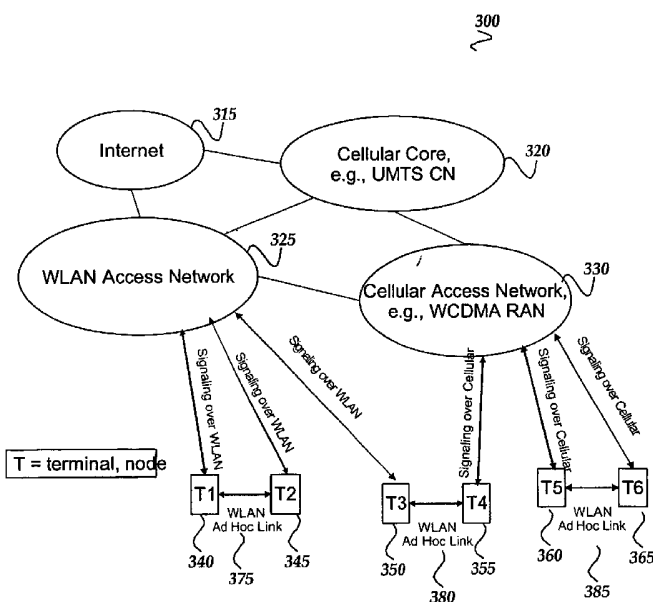 300
315
Internet
Cellular Core,
e.g., UMTS CN
320
325
WLAN Access Network
330
Cellular Access Network,
e.g., WCDMA RAN
Signaling over WLAN
Signaling over WLAN
Signaling over WLAN
Signaling over Cellular
Signaling over Cellular
Signaling over Cellular
T = terminal, node
T1
T2
T3
T4
T5
T6
WLAN
Ad Hoc Link
WLAN
Ad Hoc Link
WLAN
Ad Hoc Link
340
375
345
350
380
355
360
385
365